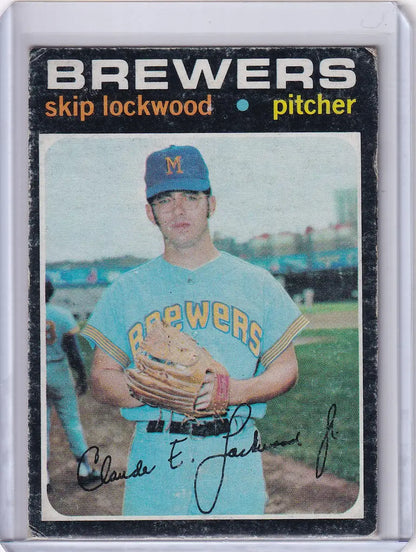 BREWERS
skip lockwood • pitcher
M
BREWERS
Claude E. Lockwood Jr.